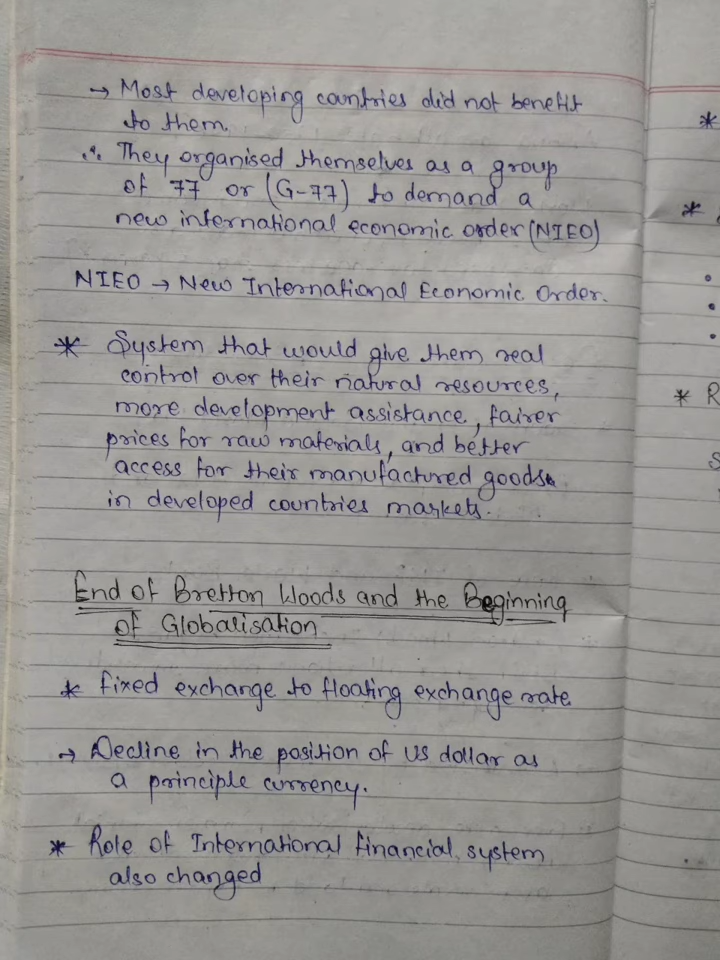 → Most developing countries did not benefit
to them.
∴ They organised themselves as a group
of 77 or (G-77) to demand a
new international economic order (NIEO)
NIEO → New International Economic Order.
* System that would give them real
control over their natural resources,
more development assistance, fairer
prices for raw materials, and better
access for their manufactured goods
in developed countries markets.
End of Bretton Woods and the Beginning
of Globalisation
* fixed exchange to floating exchange rate
→ Decline in the position of US dollar as
a principle currency.
* Role of International financial system
also changed
*
*
•
•
•
* R
S